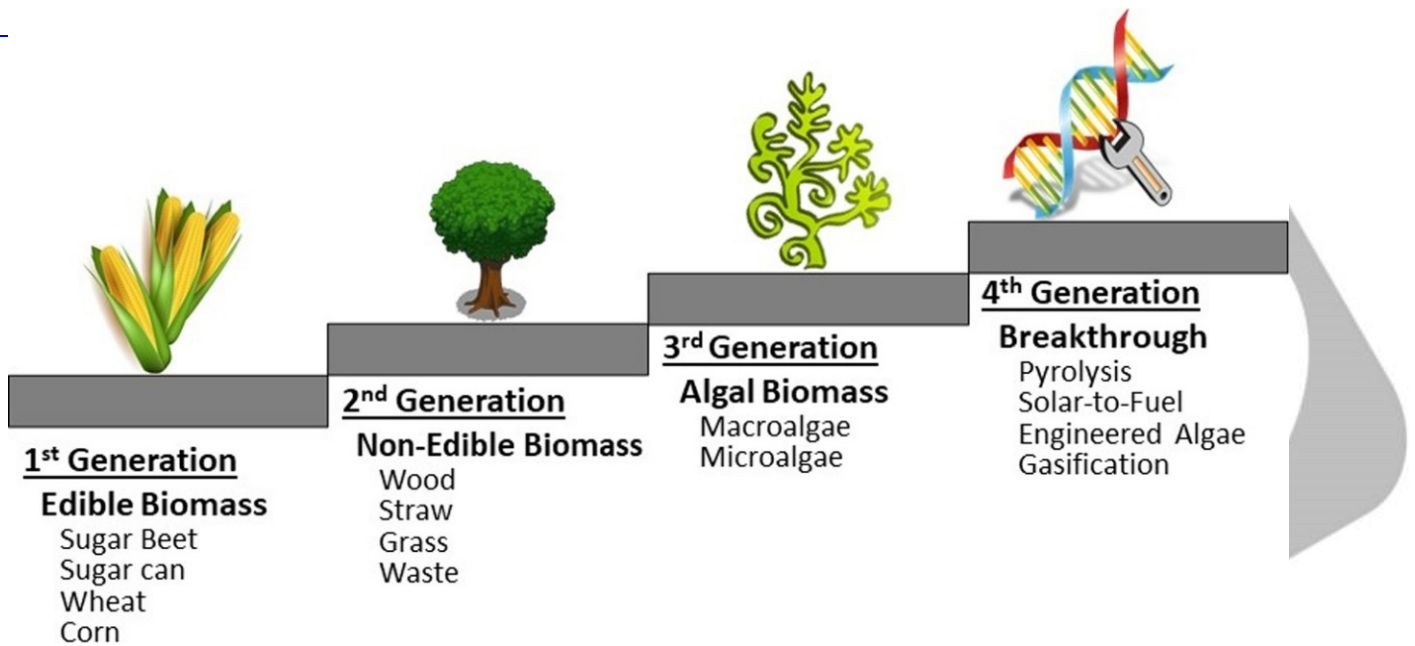 1st Generation
Edible Biomass
Sugar Beet
Sugar can
Wheat
Corn
2nd Generation
Non-Edible Biomass
Wood
Straw
Grass
Waste
3rd Generation
Algal Biomass
Macroalgae
Microalgae
4th Generation
Breakthrough
Pyrolysis
Solar-to-Fuel
Engineered Algae
Gasification